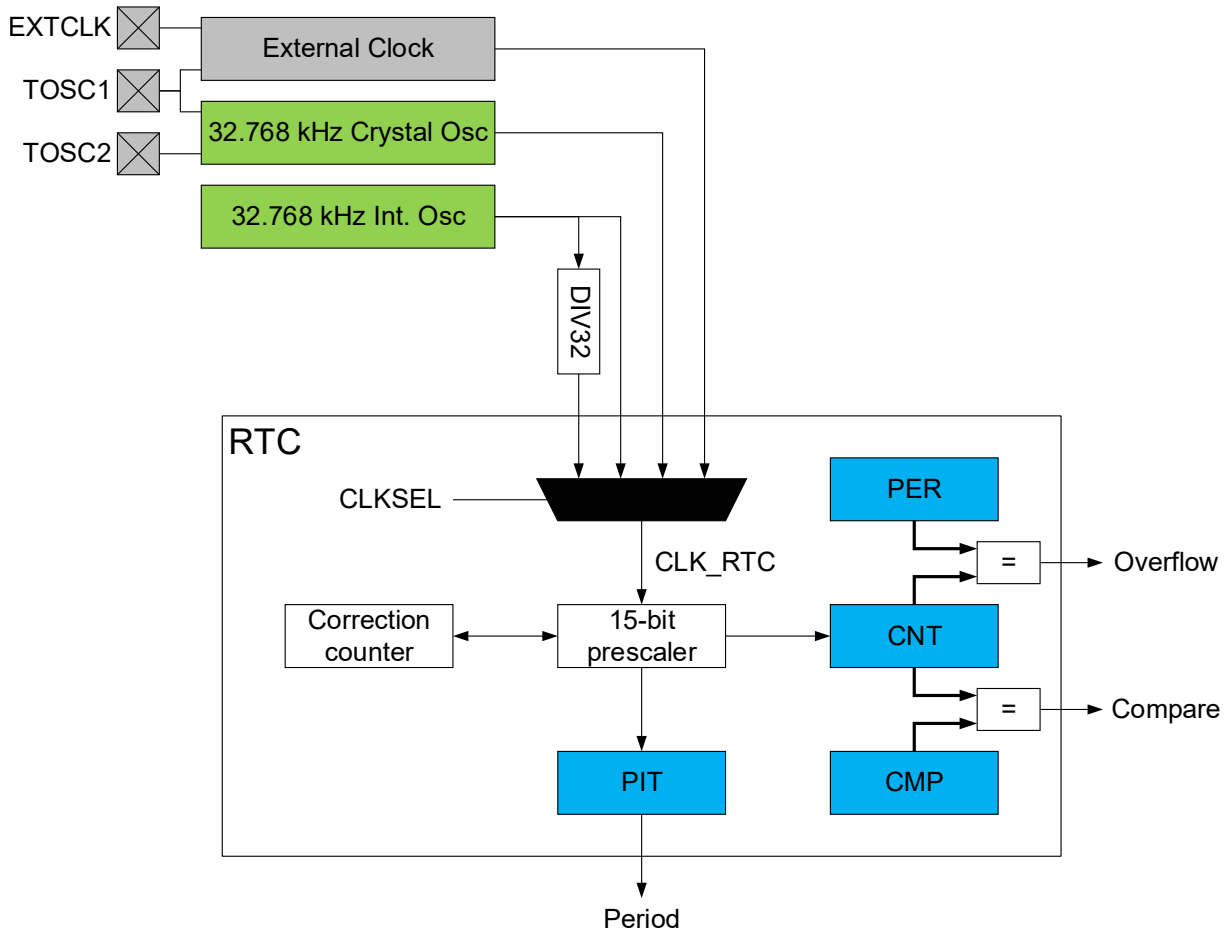 EXTCLK
External Clock
TOSC1
32.768 kHz Crystal Osc
TOSC2
32.768 kHz Int. Osc
DIV32
RTC
CLKSEL
PER
CLK_RTC
=
Overflow
Correction
counter
15-bit
prescaler
CNT
=
Compare
PIT
CMP
Period